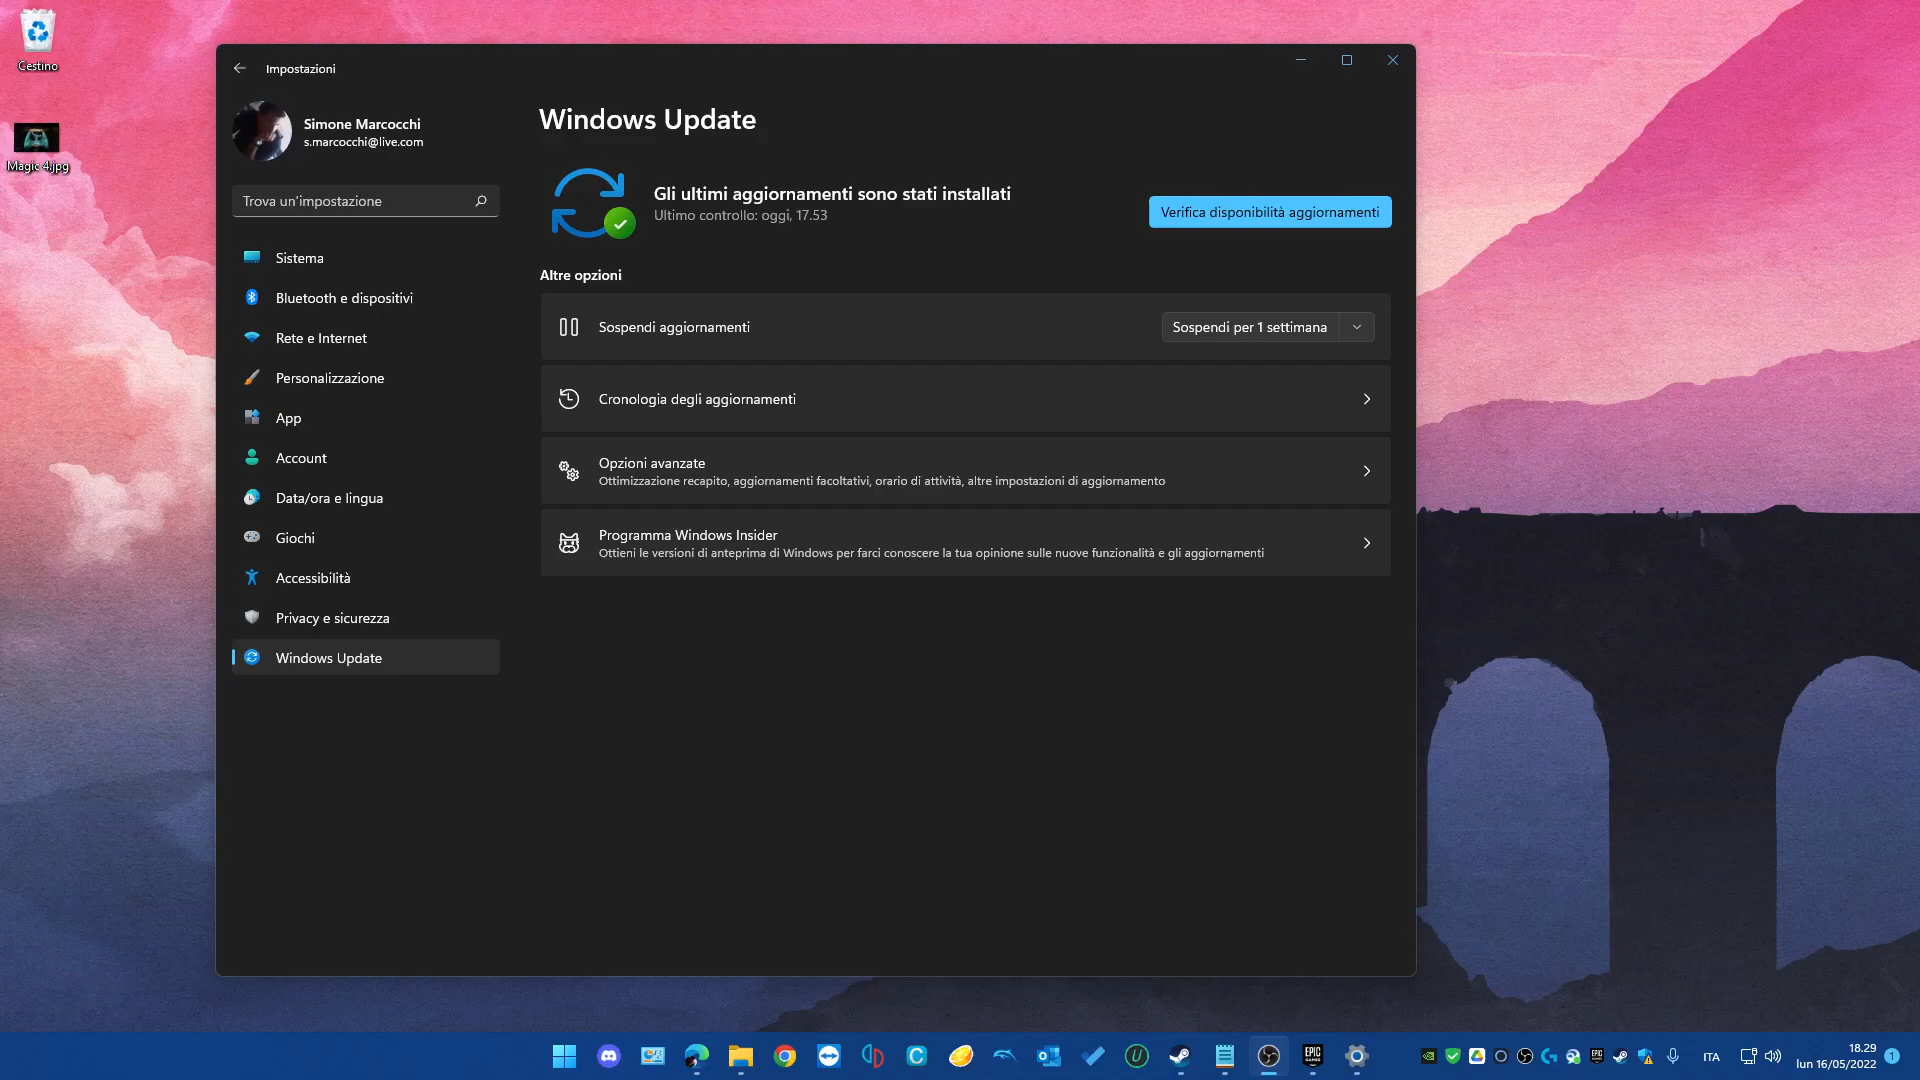 Cestino
Magic 4.jpg
Impostazioni
Simone Marcocchi
s.marcocchi@live.com
Trova un'impostazione
Sistema
Bluetooth e dispositivi
Rete e Internet
Personalizzazione
App
Account
Data/ora e lingua
Giochi
Accessibilità
Privacy e sicurezza
Windows Update
Windows Update
Gli ultimi aggiornamenti sono stati installati
Ultimo controllo: oggi, 17.53
Verifica disponibilità aggiornamenti
Altre opzioni
Sospendi aggiornamenti
Sospendi per 1 settimana
Cronologia degli aggiornamenti
Opzioni avanzate
Ottimizzazione recapito, aggiornamenti facoltativi, orario di attività, altre impostazioni di aggiornamento
Programma Windows Insider
Ottieni le versioni di anteprima di Windows per farci conoscere la tua opinione sulle nuove funzionalità e gli aggiornamenti
EPIC
GAMES
EPIC
ITA
18.29
lun 16/05/2022
1